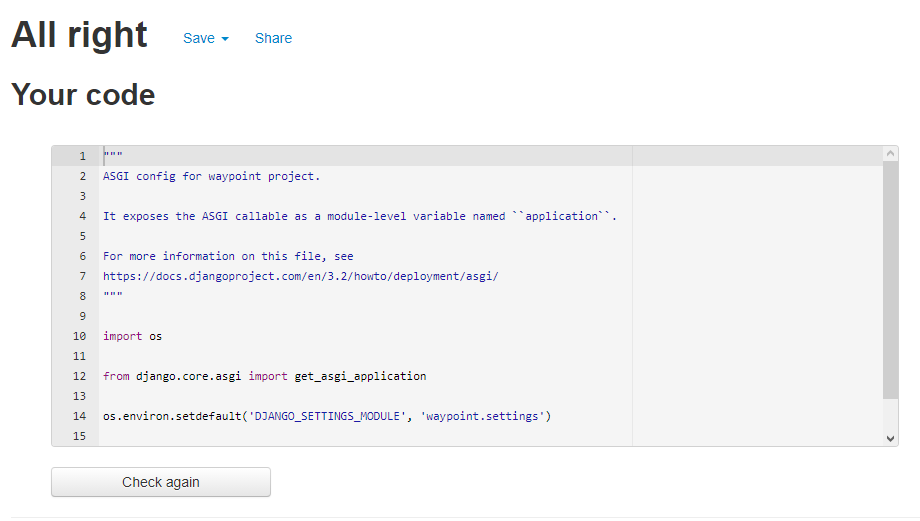 All right Save Share
Your code
1 """
2 ASGI config for waypoint project.
3
4 It exposes the ASGI callable as a module-level variable named ``application``.
5
6 For more information on this file, see
7 https://docs.djangoproject.com/en/3.2/howto/deployment/asgi/
8 """
9
10 import os
11
12 from django.core.asgi import get_asgi_application
13
14 os.environ.setdefault('DJANGO_SETTINGS_MODULE', 'waypoint.settings')
15
Check again